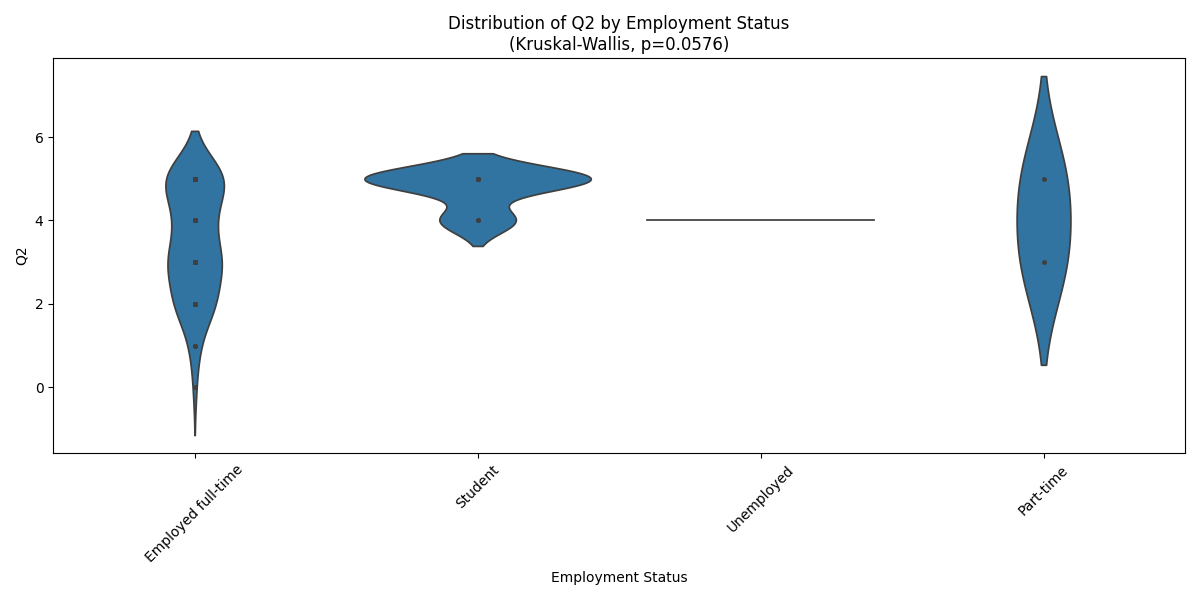 Distribution of Q2 by Employment Status
(Kruskal-Wallis, p=0.0576)
6
4
2
0
Q2
Employed full-time
Student
Unemployed
Part-time
Employment Status